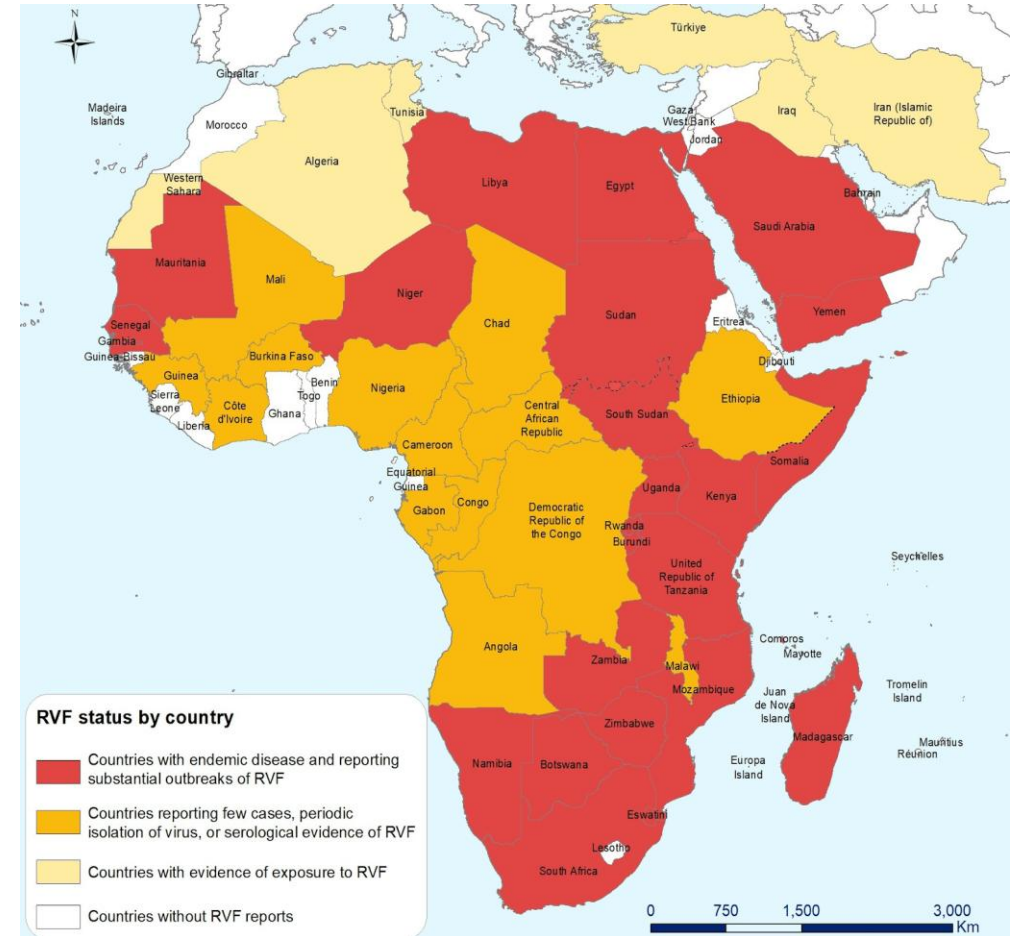 N
Türkiye
Gibraltar
Madeira
Islands
Tunisia
Gaza
West Bank
Iraq
Iran (Islamic
Republic of)
Morocco
Jordan
Algeria
Western
Sahara
Libya
Egypt
Bahrain
Saudi Arabia
Mauritania
Mali
Niger
Chad
Sudan
Eritrea
Yemen
Senegal
Gambia
Guinea-Bissau
Burkina Faso
Djibouti
Guinea
Benin
Nigeria
Ethiopia
Sierra
Leone
Côte
d'Ivoire
Ghana
Togo
Central
African
Republic
South Sudan
Liberia
Cameroon
Somalia
Equatorial
Guinea
Uganda
Kenya
Gabon
Congo
Democratic
Republic of
the Congo
Rwanda
Burundi
Seychelles
United
Republic of
Tanzania
Angola
Comoros
Mayotte
Zambia
Malawi
Mozambique
Juan
de Nova
Island
Tromelin
Island
Zimbabwe
Madagascar
Mauritius
Réunion
Namibia
Botswana
Europa
Island
Eswatini
Lesotho
South Africa
RVF status by country
Countries with endemic disease and reporting
substantial outbreaks of RVF
Countries reporting few cases, periodic
isolation of virus, or serological evidence of RVF
Countries with evidence of exposure to RVF
Countries without RVF reports
0 750 1,500 3,000
Km